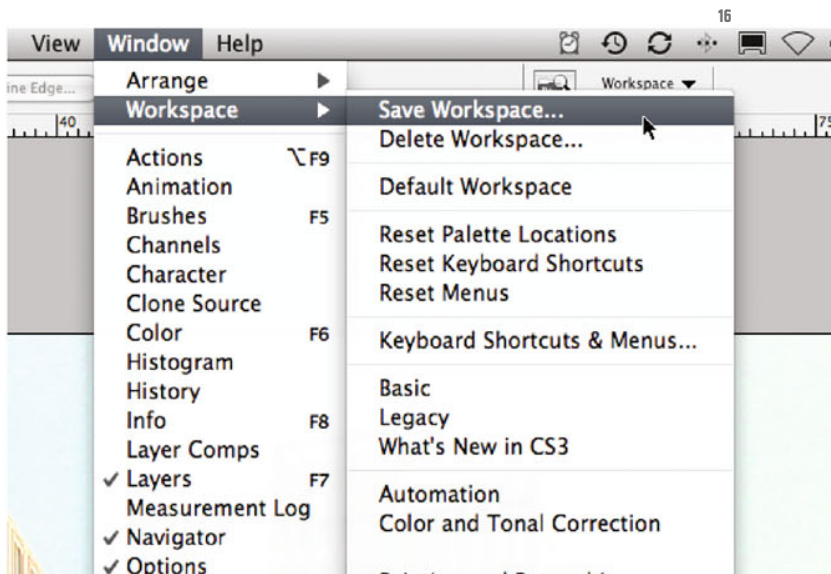 16
View Window Help
ine Edge...
Workspace
40
75
Arrange
Workspace
Actions ⌥F9
Animation
Brushes F5
Channels
Character
Clone Source
Color F6
Histogram
History
Info F8
Layer Comps
✓ Layers F7
Measurement Log
✓ Navigator
✓ Options
Save Workspace...
Delete Workspace...
Default Workspace
Reset Palette Locations
Reset Keyboard Shortcuts
Reset Menus
Keyboard Shortcuts & Menus...
Basic
Legacy
What's New in CS3
Automation
Color and Tonal Correction